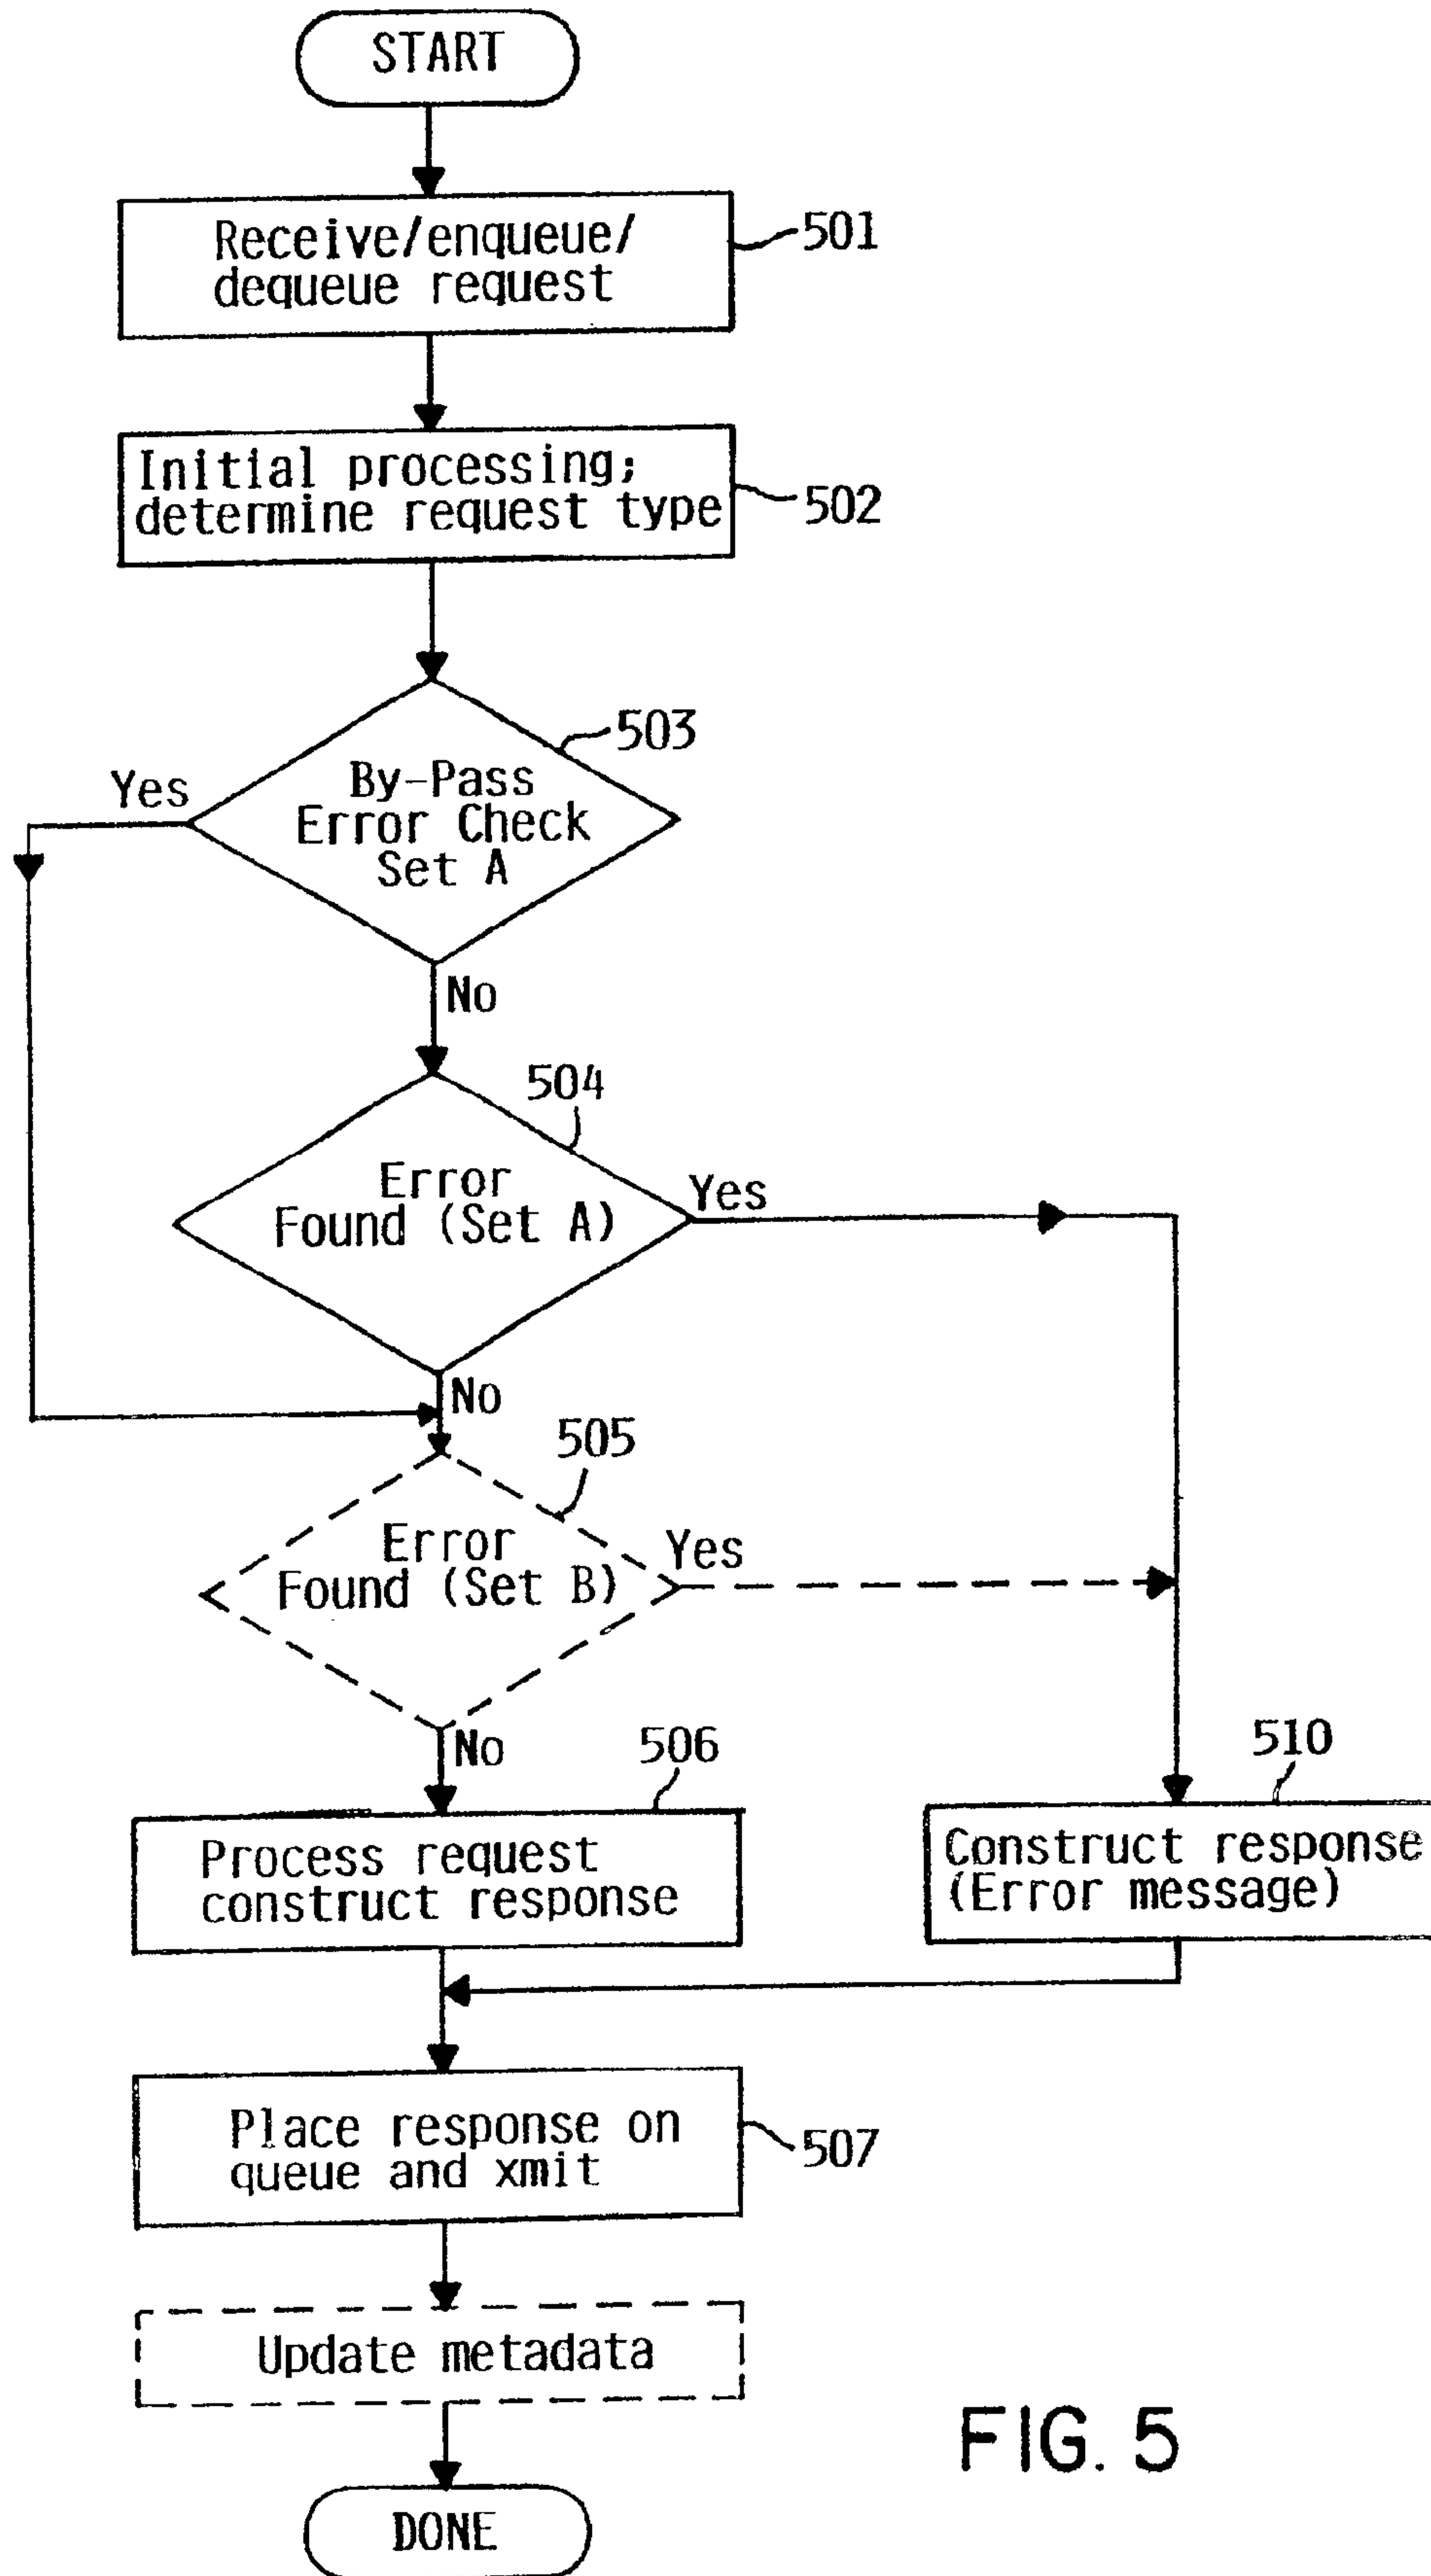 START
Receive/enqueue/
dequeue request
501
Initial processing;
determine request type
502
503
By-Pass
Error Check
Set A
Yes
No
504
Error
Found (Set A)
Yes
No
505
Error
Found (Set B)
Yes
No
506
Process request
construct response
510
Construct response
(Error message)
Place response on
queue and xmit
507
Update metadata
DONE
FIG. 5